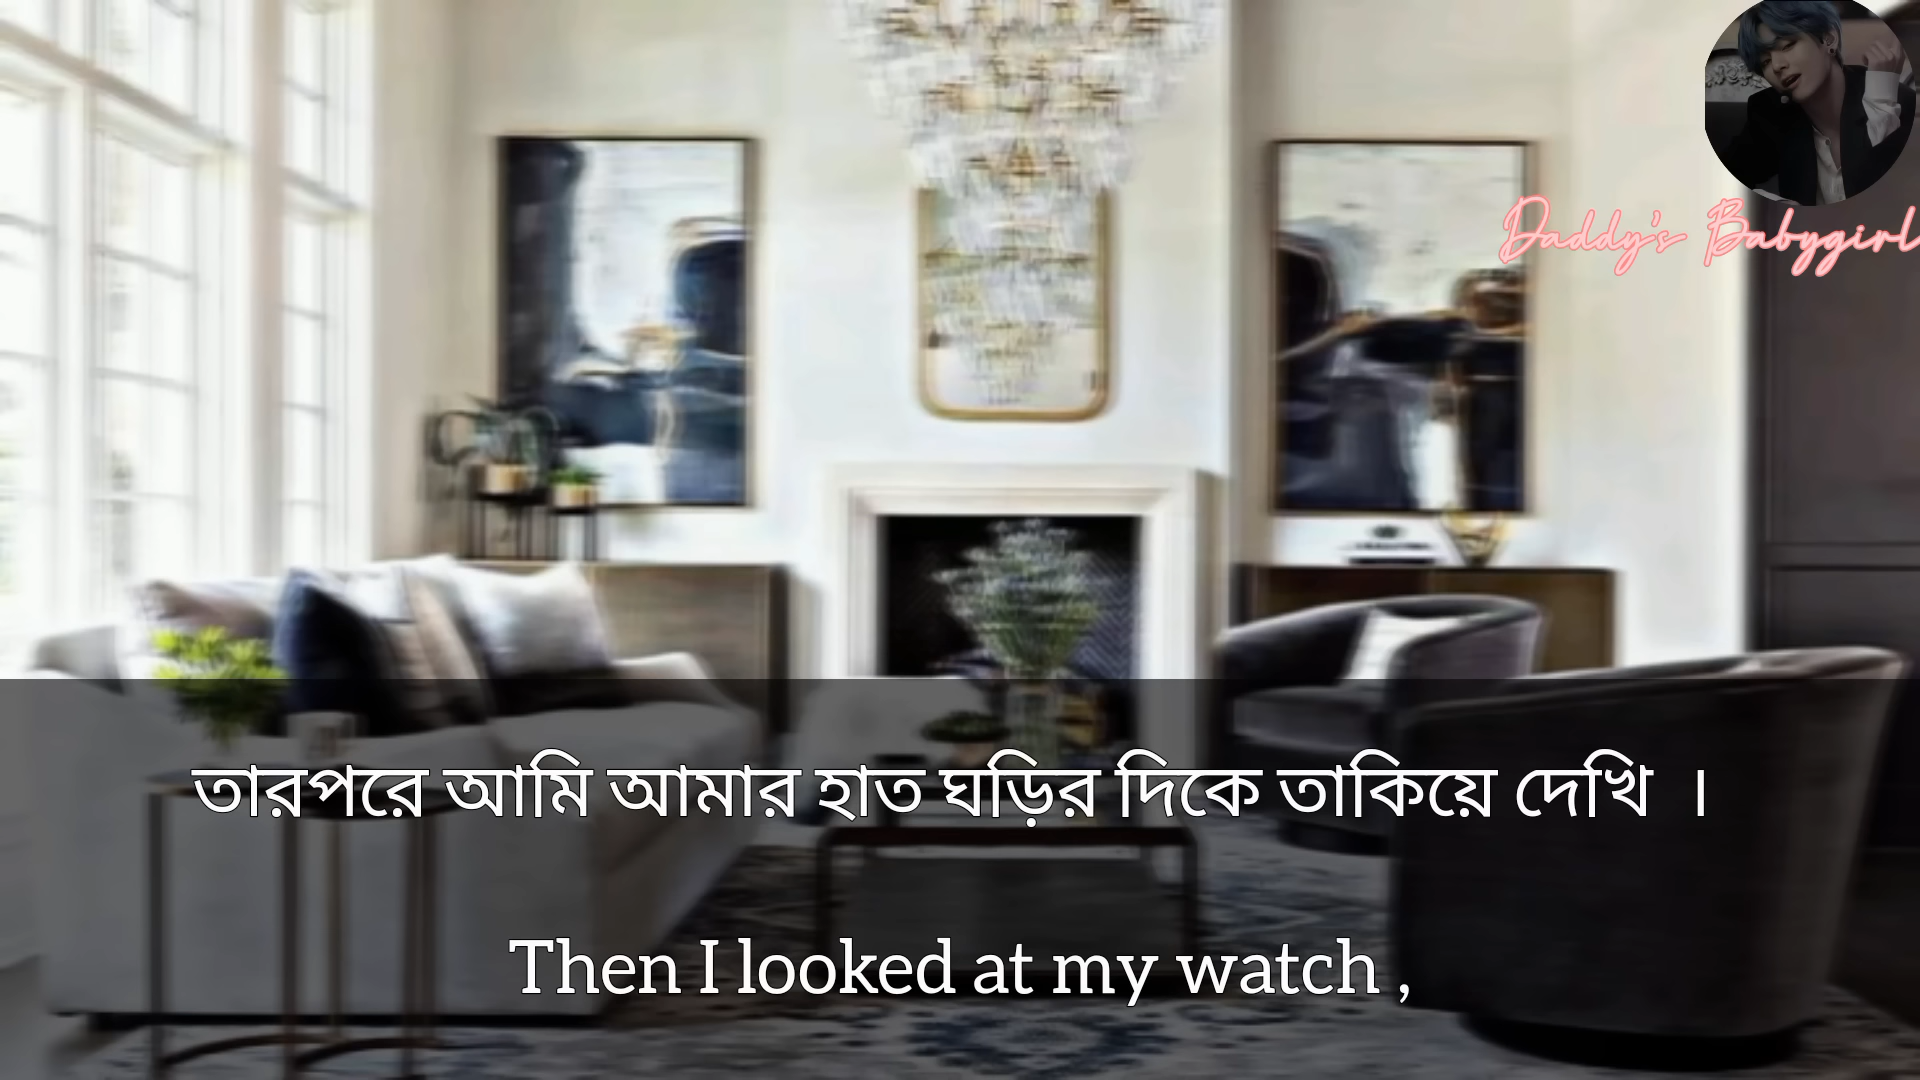 Daddy's Babygirl
তারপরে আমি আমার হাত ঘড়ির দিকে তাকিয়ে দেখি ।
Then I looked at my watch ,